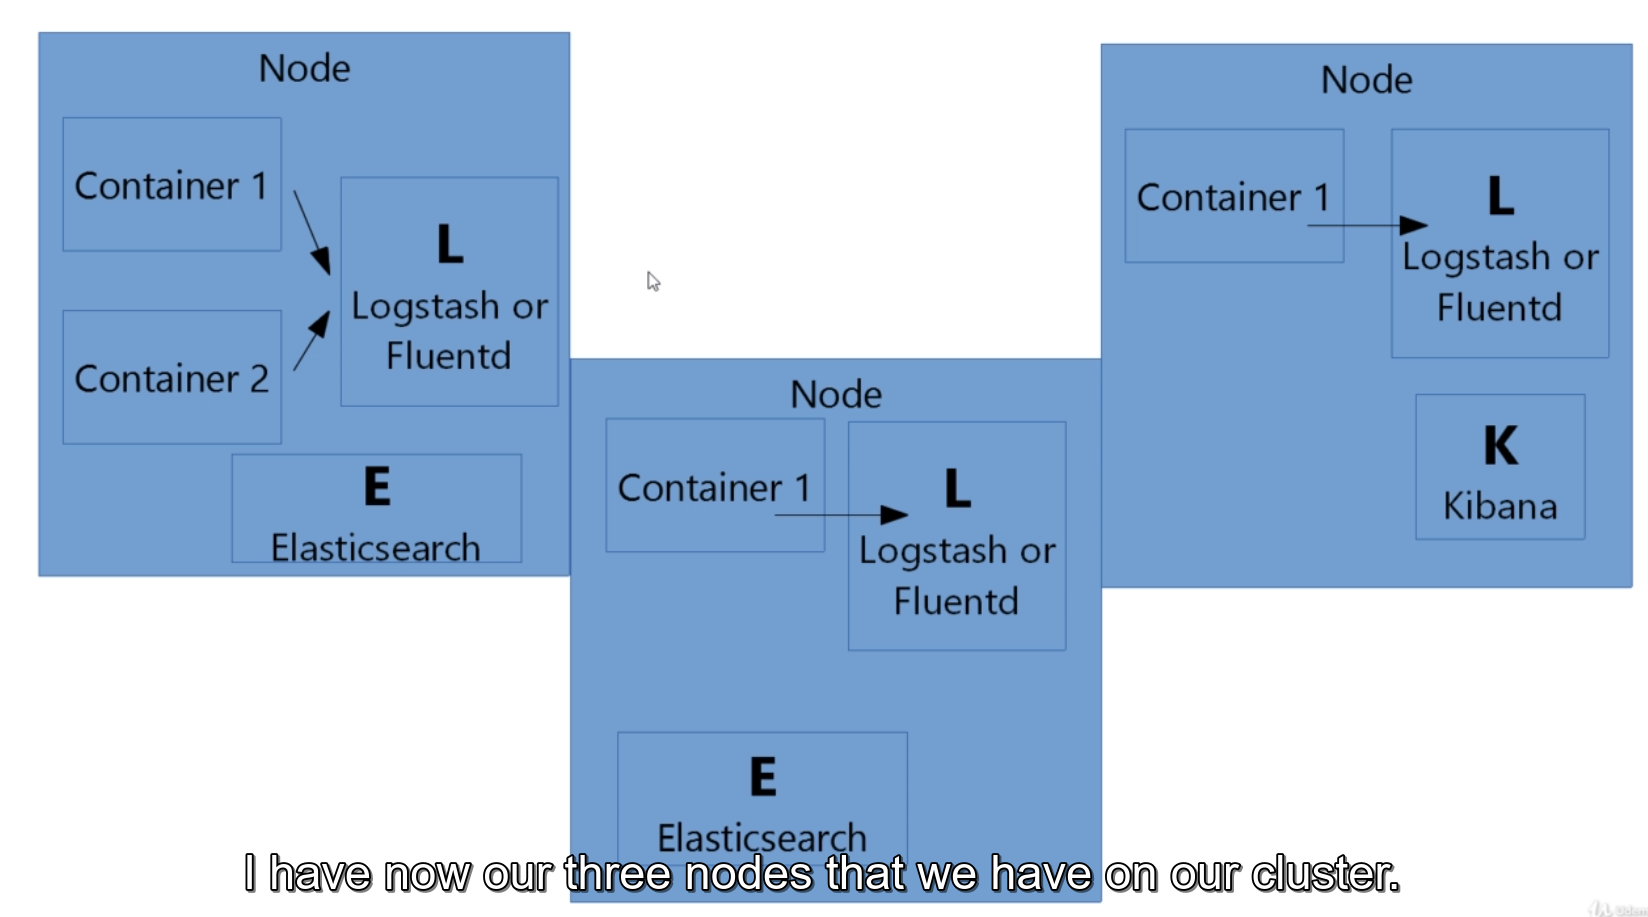 Node
Container 1
L
Logstash or
Fluentd
Container 2
E
Elasticsearch
Node
Container 1
L
Logstash or
Fluentd
E
Elasticsearch
Node
Container 1
L
Logstash or
Fluentd
K
Kibana
I have now our three nodes that we have on our cluster.